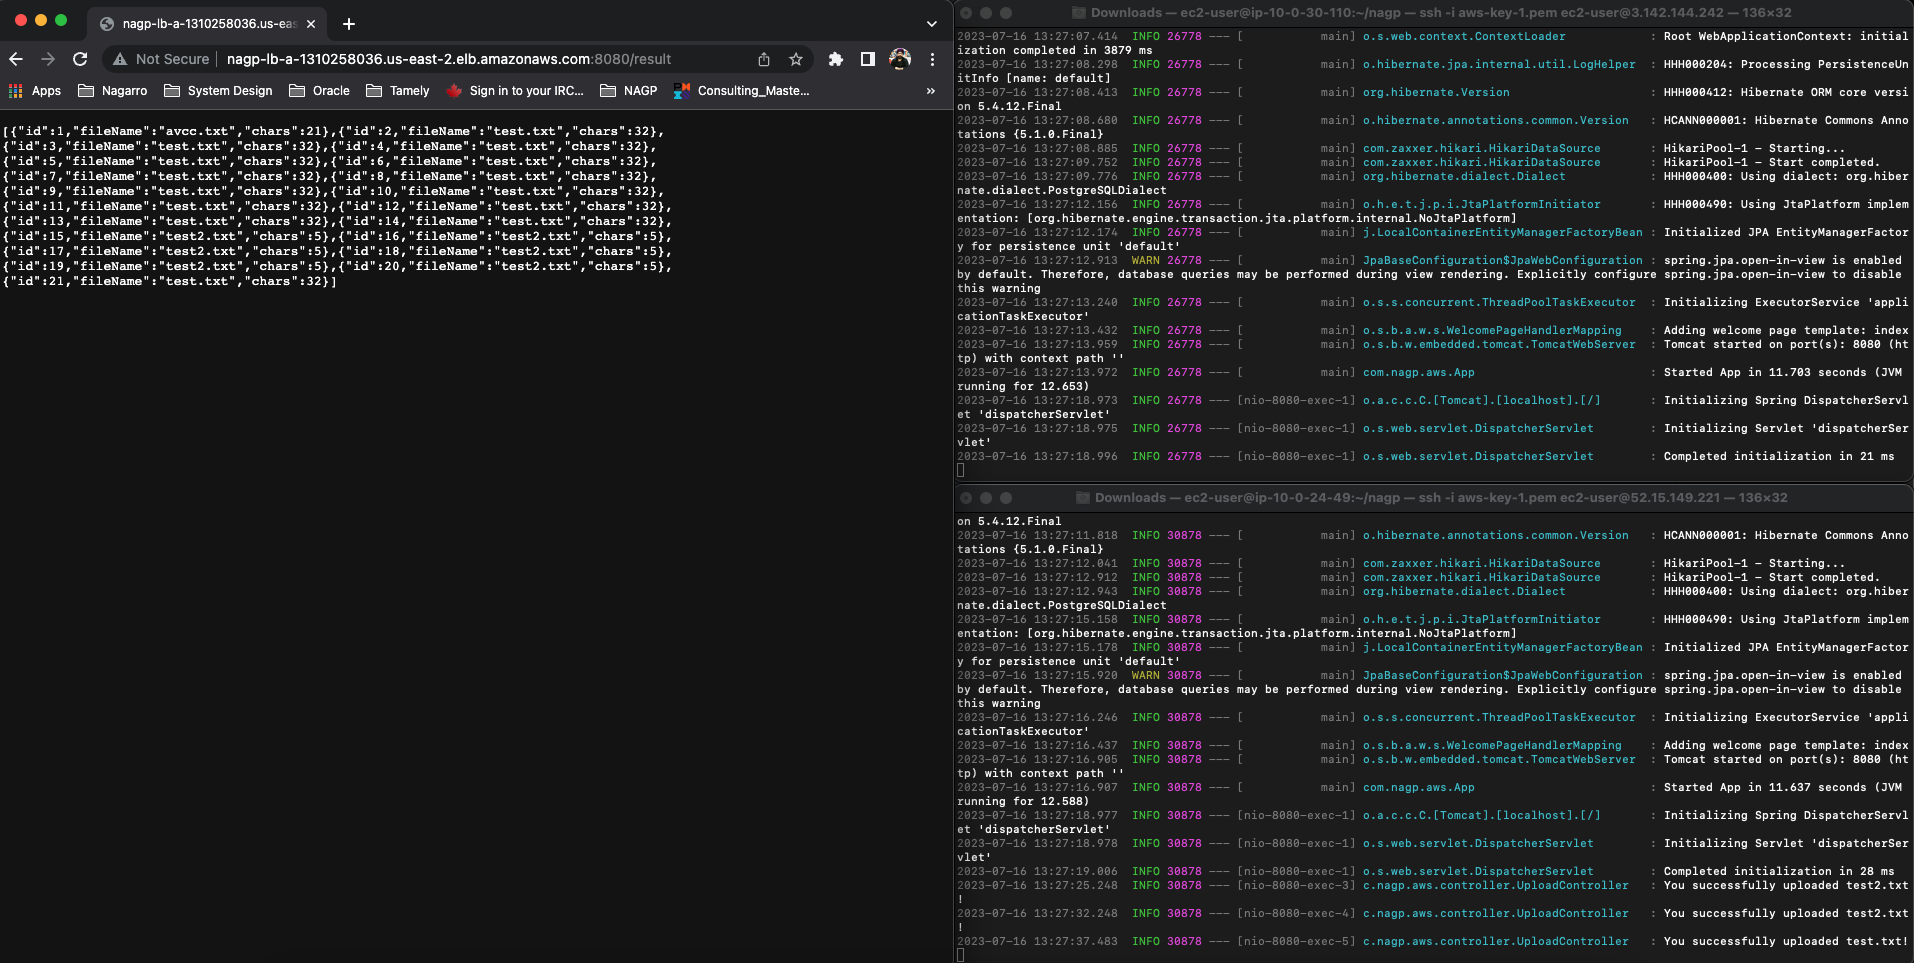 nagp-lb-a-1310258036.us-eas
Not Secure nagp-lb-a-1310258036.us-east-2.elb.amazonaws.com:8080/result
Apps Nagarro System Design Oracle Tamely Sign in to your IRC... NAGP Consulting_Maste... »
[{"id":1,"fileName":"avcc.txt","chars":21},{"id":2,"fileName":"test.txt","chars":32},
{"id":3,"fileName":"test.txt","chars":32},{"id":4,"fileName":"test.txt","chars":32},
{"id":5,"fileName":"test.txt","chars":32},{"id":6,"fileName":"test.txt","chars":32},
{"id":7,"fileName":"test.txt","chars":32},{"id":8,"fileName":"test.txt","chars":32},
{"id":9,"fileName":"test.txt","chars":32},{"id":10,"fileName":"test.txt","chars":32},
{"id":11,"fileName":"test.txt","chars":32},{"id":12,"fileName":"test.txt","chars":32},
{"id":13,"fileName":"test.txt","chars":32},{"id":14,"fileName":"test.txt","chars":32},
{"id":15,"fileName":"test2.txt","chars":5},{"id":16,"fileName":"test2.txt","chars":5},
{"id":17,"fileName":"test2.txt","chars":5},{"id":18,"fileName":"test2.txt","chars":5},
{"id":19,"fileName":"test2.txt","chars":5},{"id":20,"fileName":"test2.txt","chars":5},
{"id":21,"fileName":"test.txt","chars":32}]
Downloads — ec2-user@ip-10-0-30-110:~/nagp — ssh -i aws-key-1.pem ec2-user@3.142.144.242 — 136×32
2023-07-16 13:27:07.414 INFO 26778 --- [ main] o.s.web.context.ContextLoader : Root WebApplicationContext: initial
ization completed in 3879 ms
2023-07-16 13:27:08.298 INFO 26778 --- [ main] o.hibernate.jpa.internal.util.LogHelper : HHH000204: Processing PersistenceUn
itInfo [name: default]
2023-07-16 13:27:08.413 INFO 26778 --- [ main] org.hibernate.Version : HHH000412: Hibernate ORM core versi
on 5.4.12.Final
2023-07-16 13:27:08.680 INFO 26778 --- [ main] o.hibernate.annotations.common.Version : HCANN000001: Hibernate Commons Anno
tations {5.1.0.Final}
2023-07-16 13:27:08.885 INFO 26778 --- [ main] com.zaxxer.hikari.HikariDataSource : HikariPool-1 - Starting...
2023-07-16 13:27:09.752 INFO 26778 --- [ main] com.zaxxer.hikari.HikariDataSource : HikariPool-1 - Start completed.
2023-07-16 13:27:09.776 INFO 26778 --- [ main] org.hibernate.dialect.Dialect : HHH000400: Using dialect: org.hiber
nate.dialect.PostgreSQLDialect
2023-07-16 13:27:12.156 INFO 26778 --- [ main] o.h.e.t.j.p.i.JtaPlatformInitiator : HHH000490: Using JtaPlatform implem
entation: [org.hibernate.engine.transaction.jta.platform.internal.NoJtaPlatform]
2023-07-16 13:27:12.174 INFO 26778 --- [ main] j.LocalContainerEntityManagerFactoryBean : Initialized JPA EntityManagerFactor
y for persistence unit 'default'
2023-07-16 13:27:12.913 WARN 26778 --- [ main] JpaBaseConfiguration$JpaWebConfiguration : spring.jpa.open-in-view is enabled
by default. Therefore, database queries may be performed during view rendering. Explicitly configure spring.jpa.open-in-view to disable
this warning
2023-07-16 13:27:13.240 INFO 26778 --- [ main] o.s.s.concurrent.ThreadPoolTaskExecutor : Initializing ExecutorService 'appli
cationTaskExecutor'
2023-07-16 13:27:13.432 INFO 26778 --- [ main] o.s.b.a.w.s.WelcomePageHandlerMapping : Adding welcome page template: index
2023-07-16 13:27:13.959 INFO 26778 --- [ main] o.s.b.w.embedded.tomcat.TomcatWebServer : Tomcat started on port(s): 8080 (ht
tp) with context path ''
2023-07-16 13:27:13.972 INFO 26778 --- [ main] com.nagp.aws.App : Started App in 11.703 seconds (JVM
running for 12.653)
2023-07-16 13:27:18.973 INFO 26778 --- [nio-8080-exec-1] o.a.c.c.C.[Tomcat].[localhost].[/] : Initializing Spring DispatcherServl
et 'dispatcherServlet'
2023-07-16 13:27:18.975 INFO 26778 --- [nio-8080-exec-1] o.s.web.servlet.DispatcherServlet : Initializing Servlet 'dispatcherSer
vlet'
2023-07-16 13:27:18.996 INFO 26778 --- [nio-8080-exec-1] o.s.web.servlet.DispatcherServlet : Completed initialization in 21 ms
Downloads — ec2-user@ip-10-0-24-49:~/nagp — ssh -i aws-key-1.pem ec2-user@52.15.149.221 — 136×32
on 5.4.12.Final
2023-07-16 13:27:11.818 INFO 30878 --- [ main] o.hibernate.annotations.common.Version : HCANN000001: Hibernate Commons Anno
tations {5.1.0.Final}
2023-07-16 13:27:12.041 INFO 30878 --- [ main] com.zaxxer.hikari.HikariDataSource : HikariPool-1 - Starting...
2023-07-16 13:27:12.912 INFO 30878 --- [ main] com.zaxxer.hikari.HikariDataSource : HikariPool-1 - Start completed.
2023-07-16 13:27:12.943 INFO 30878 --- [ main] org.hibernate.dialect.Dialect : HHH000400: Using dialect: org.hiber
nate.dialect.PostgreSQLDialect
2023-07-16 13:27:15.158 INFO 30878 --- [ main] o.h.e.t.j.p.i.JtaPlatformInitiator : HHH000490: Using JtaPlatform implem
entation: [org.hibernate.engine.transaction.jta.platform.internal.NoJtaPlatform]
2023-07-16 13:27:15.178 INFO 30878 --- [ main] j.LocalContainerEntityManagerFactoryBean : Initialized JPA EntityManagerFactor
y for persistence unit 'default'
2023-07-16 13:27:15.920 WARN 30878 --- [ main] JpaBaseConfiguration$JpaWebConfiguration : spring.jpa.open-in-view is enabled
by default. Therefore, database queries may be performed during view rendering. Explicitly configure spring.jpa.open-in-view to disable
this warning
2023-07-16 13:27:16.246 INFO 30878 --- [ main] o.s.s.concurrent.ThreadPoolTaskExecutor : Initializing ExecutorService 'appli
cationTaskExecutor'
2023-07-16 13:27:16.437 INFO 30878 --- [ main] o.s.b.a.w.s.WelcomePageHandlerMapping : Adding welcome page template: index
2023-07-16 13:27:16.905 INFO 30878 --- [ main] o.s.b.w.embedded.tomcat.TomcatWebServer : Tomcat started on port(s): 8080 (ht
tp) with context path ''
2023-07-16 13:27:16.907 INFO 30878 --- [ main] com.nagp.aws.App : Started App in 11.637 seconds (JVM
running for 12.588)
2023-07-16 13:27:18.977 INFO 30878 --- [nio-8080-exec-1] o.a.c.c.C.[Tomcat].[localhost].[/] : Initializing Spring DispatcherServl
et 'dispatcherServlet'
2023-07-16 13:27:18.978 INFO 30878 --- [nio-8080-exec-1] o.s.web.servlet.DispatcherServlet : Initializing Servlet 'dispatcherSer
vlet'
2023-07-16 13:27:19.006 INFO 30878 --- [nio-8080-exec-1] o.s.web.servlet.DispatcherServlet : Completed initialization in 28 ms
2023-07-16 13:27:25.248 INFO 30878 --- [nio-8080-exec-3] c.nagp.aws.controller.UploadController : You successfully uploaded test2.txt
!
2023-07-16 13:27:32.248 INFO 30878 --- [nio-8080-exec-4] c.nagp.aws.controller.UploadController : You successfully uploaded test2.txt
!
2023-07-16 13:27:37.483 INFO 30878 --- [nio-8080-exec-5] c.nagp.aws.controller.UploadController : You successfully uploaded test.txt!